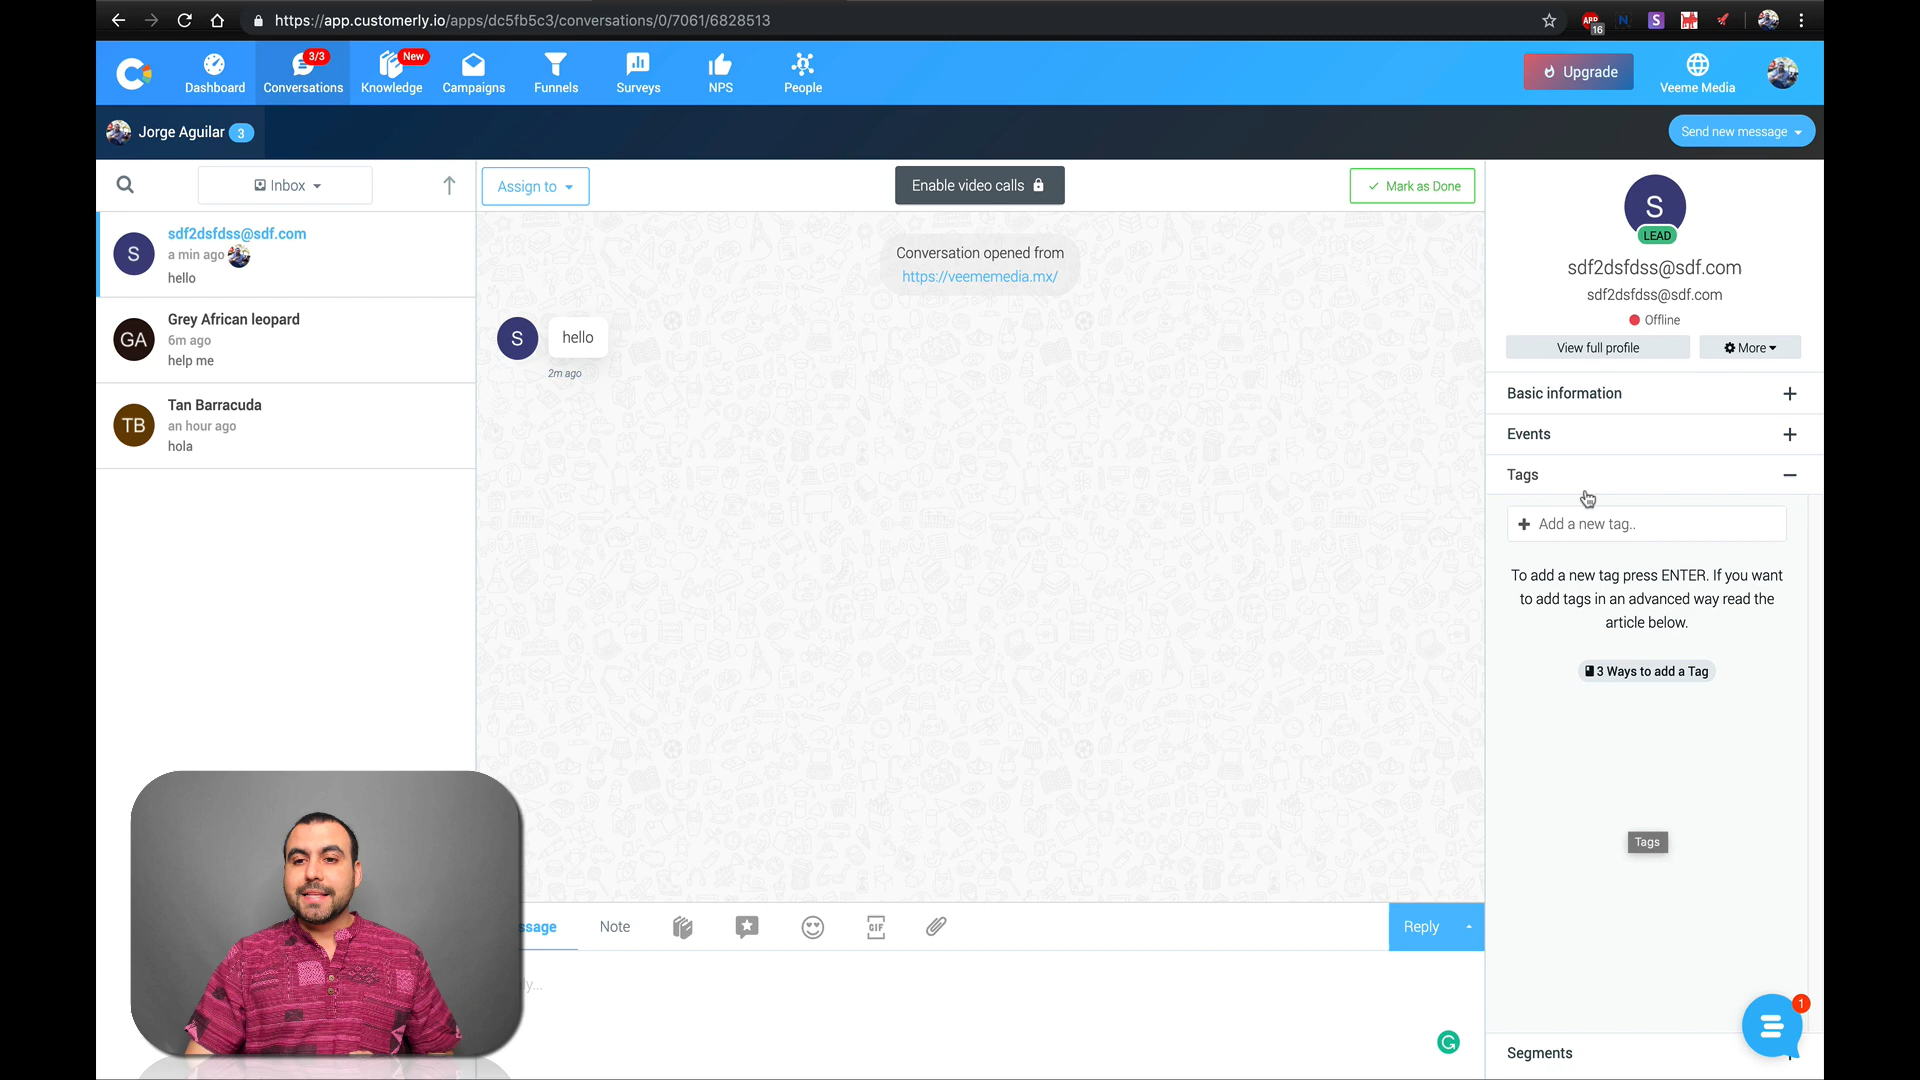 https://app.customerly.io/apps/dc5fb5c3/conversations/0/7061/6828513
ABP
16
N
S
Dashboard
3/3
Conversations
New
Knowledge
Campaigns
Funnels
Surveys
NPS
People
Upgrade
Veeme Media
Jorge Aguilar 3
Send new message
Inbox
Assign to
Enable video calls
Mark as Done
S
sdf2dsfdss@sdf.com
a min ago
hello
GA
Grey African leopard
6m ago
help me
TB
Tan Barracuda
an hour ago
hola
Conversation opened from
https://veememedia.mx/
S
hello
2m ago
S
LEAD
sdf2dsfdss@sdf.com
sdf2dsfdss@sdf.com
Offline
View full profile
More
Basic information
Events
Tags
Add a new tag..
To add a new tag press ENTER. If you want
to add tags in an advanced way read the
article below.
3 Ways to add a Tag
Tags
ssage
Note
GIF
Reply
y...
G
1
Segments